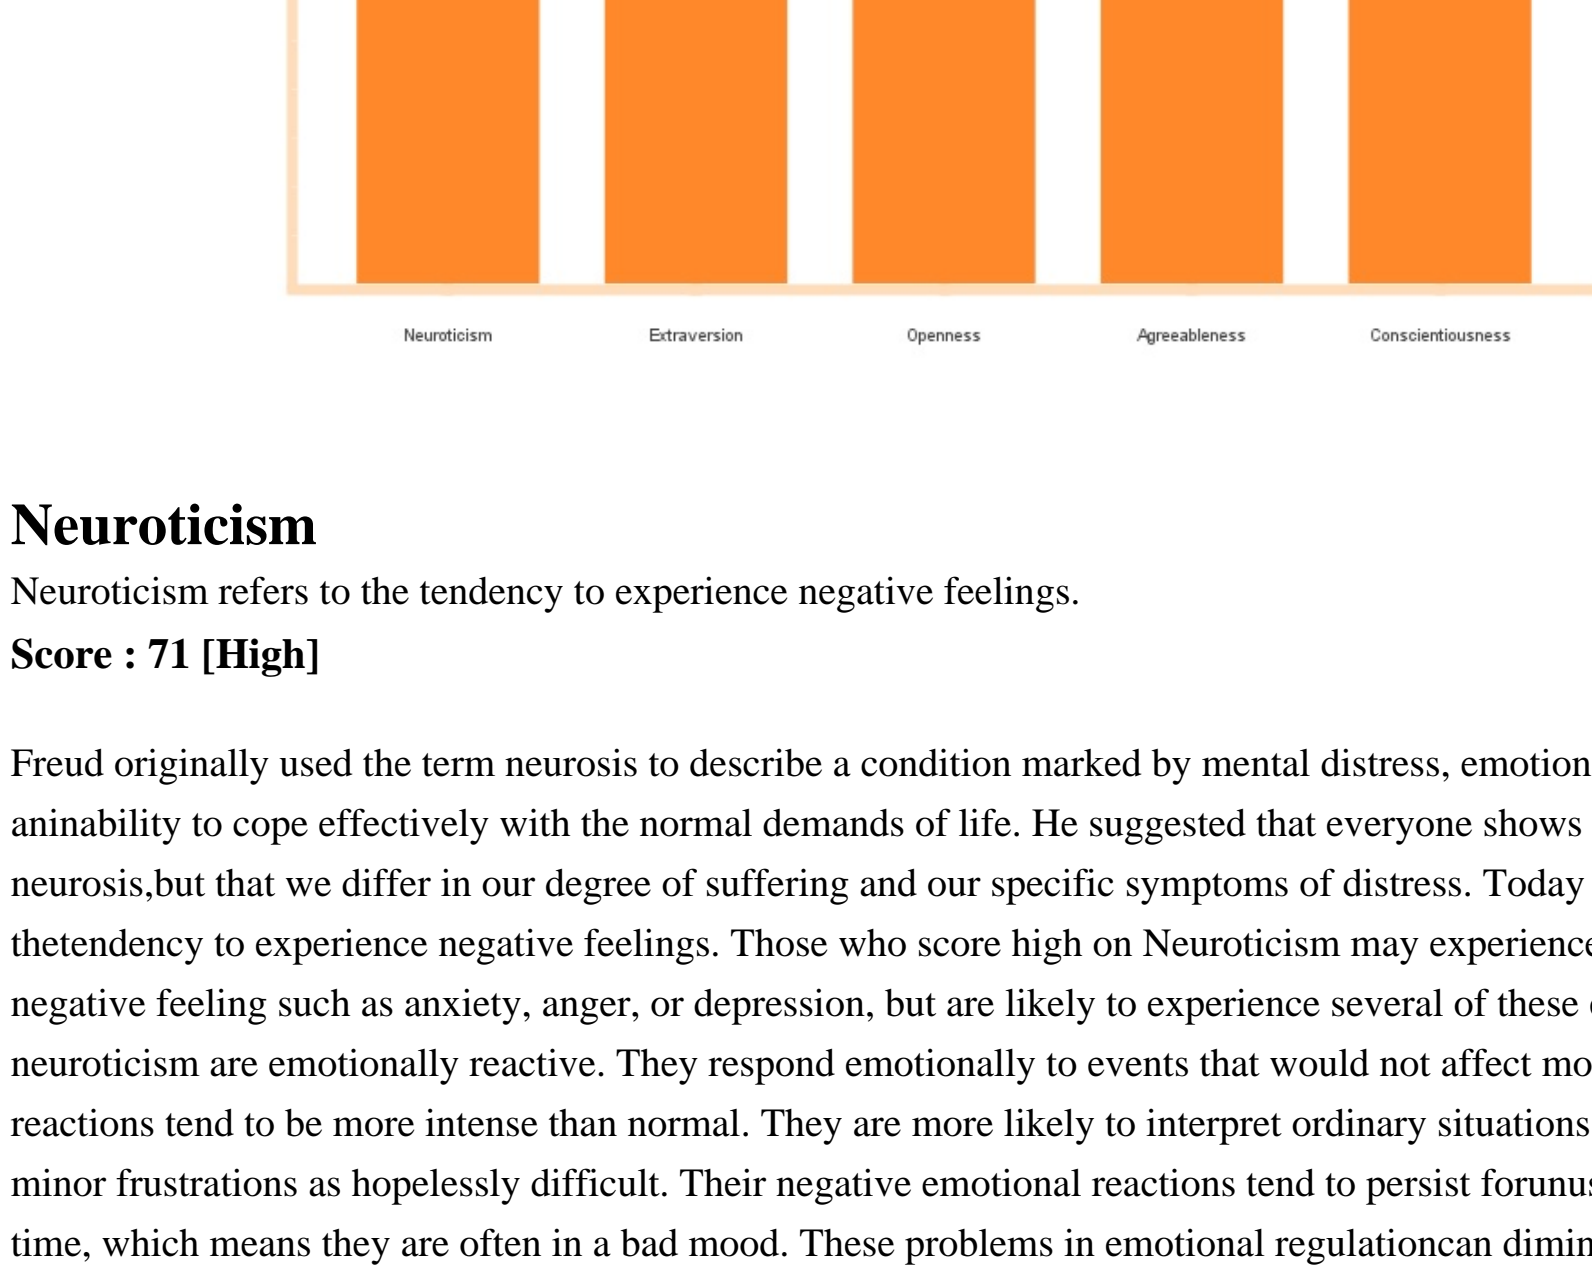 Neuroticism Extraversion Openness Agreeableness Conscientiousness
Neuroticism
Neuroticism refers to the tendency to experience negative feelings.
Score : 71 [High]
Freud originally used the term neurosis to describe a condition marked by mental distress, emotion
aninability to cope effectively with the normal demands of life. He suggested that everyone shows
neurosis,but that we differ in our degree of suffering and our specific symptoms of distress. Today
thetendency to experience negative feelings. Those who score high on Neuroticism may experience
negative feeling such as anxiety, anger, or depression, but are likely to experience several of these
neuroticism are emotionally reactive. They respond emotionally to events that would not affect mo
reactions tend to be more intense than normal. They are more likely to interpret ordinary situations
minor frustrations as hopelessly difficult. Their negative emotional reactions tend to persist forunus
time, which means they are often in a bad mood. These problems in emotional regulationcan dimin